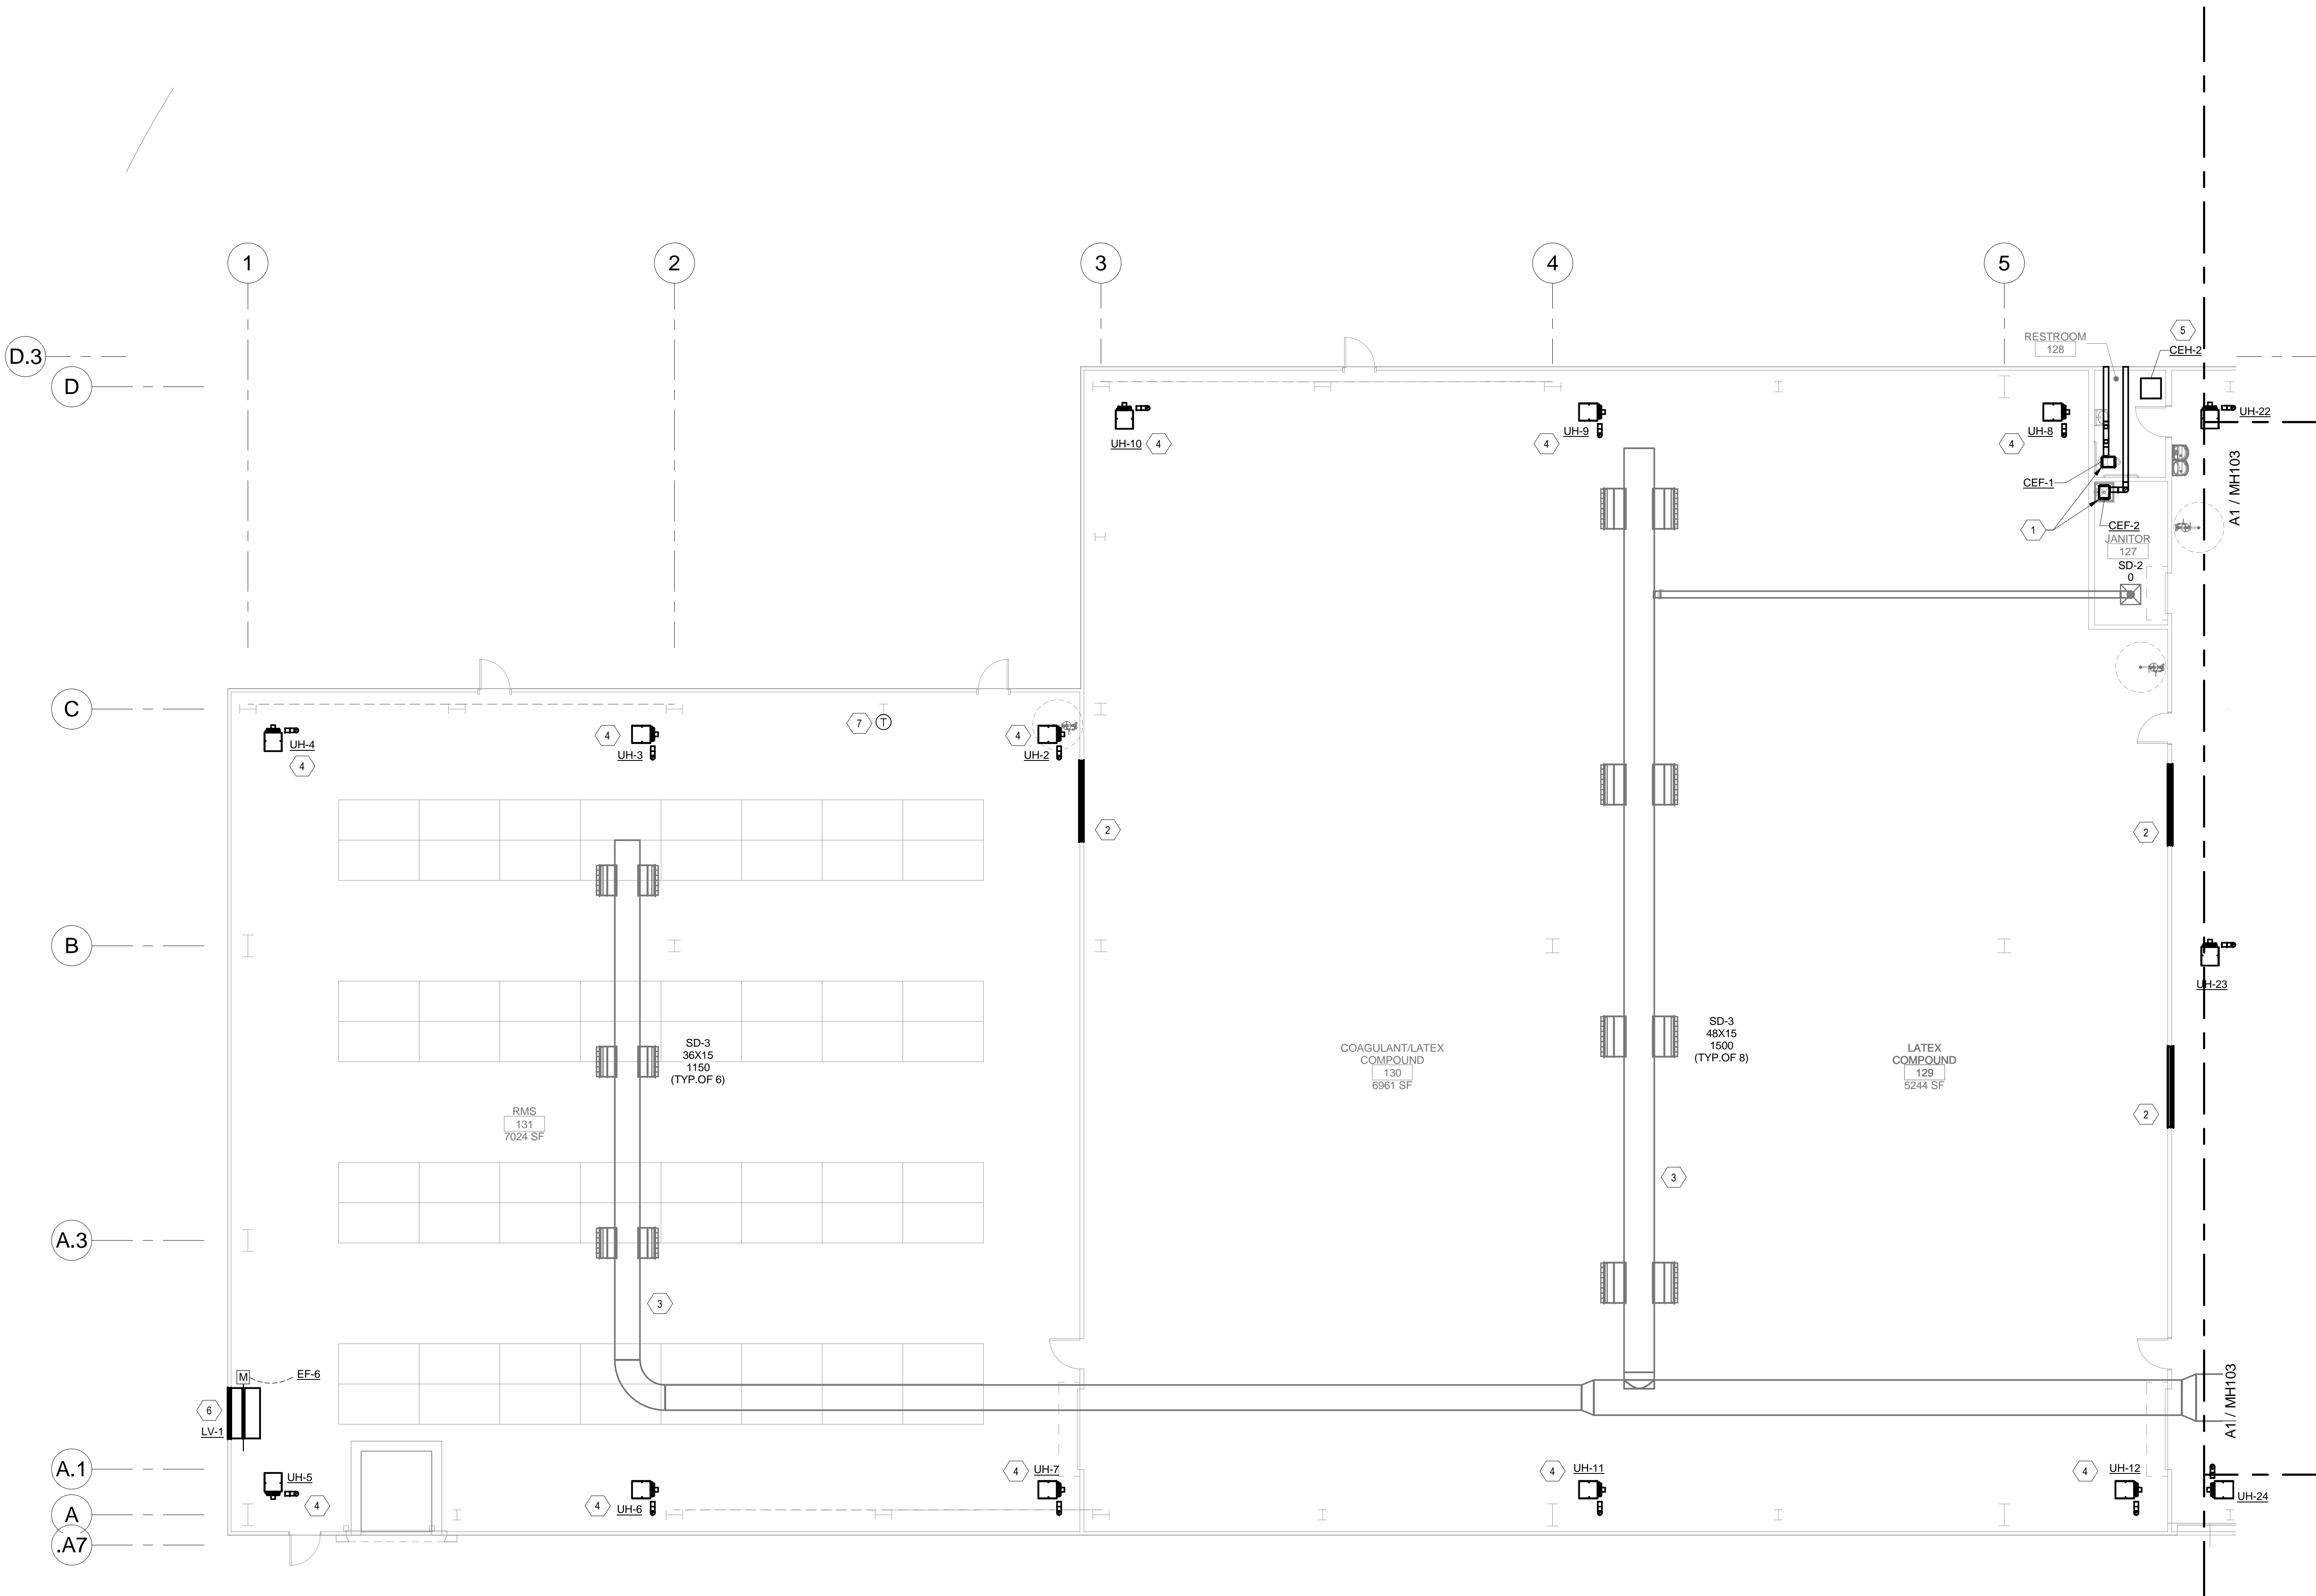 1
2
3
4
5
D.3
D
RESTROOM
128
5
CEH-2
UH-10
4
4
UH-9
4
UH-8
UH-22
CEF-1
A1 / MH103
1
CEF-2
JANITOR
127
SD-2
0
C
UH-4
4
4
UH-3
7
T
4
UH-2
2
2
B
UH-23
SD-3
36X15
1150
(TYP.OF 6)
SD-3
48X15
1500
(TYP.OF 8)
COAGULANT/LATEX
COMPOUND
130
6961 SF
LATEX
COMPOUND
129
5244 SF
RMS
131
7024 SF
2
3
A.3
3
M
EF-6
6
LV-1
A1 / MH103
A.1
UH-5
4
4
UH-6
4
UH-7
4
UH-11
4
UH-12
UH-24
A
.A7